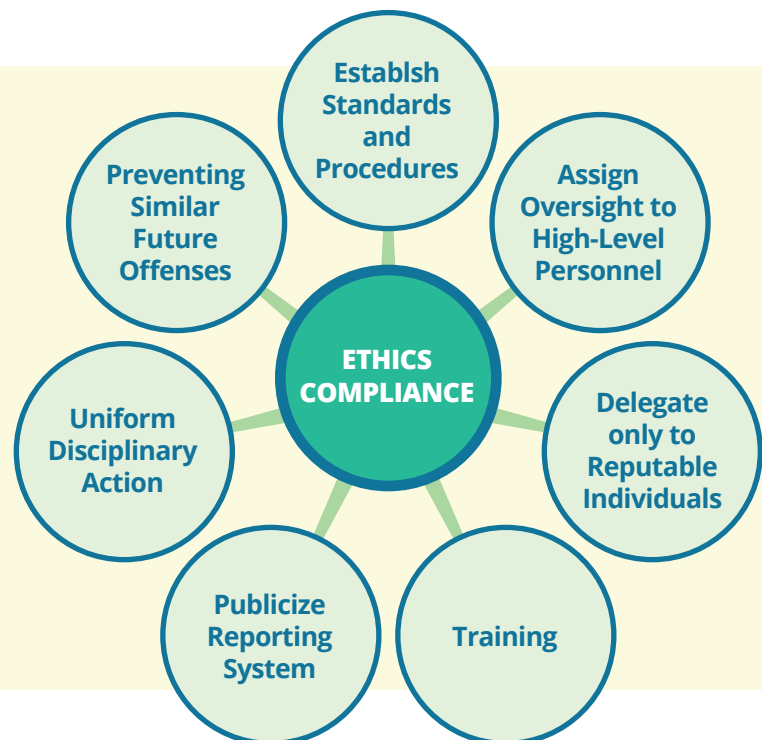 Establsh
Standards
and
Procedures
Assign
Oversight to
High-Level
Personnel
Delegate
only to
Reputable
Individuals
Training
Publicize
Reporting
System
Uniform
Disciplinary
Action
Preventing
Similar
Future
Offenses
ETHICS
COMPLIANCE